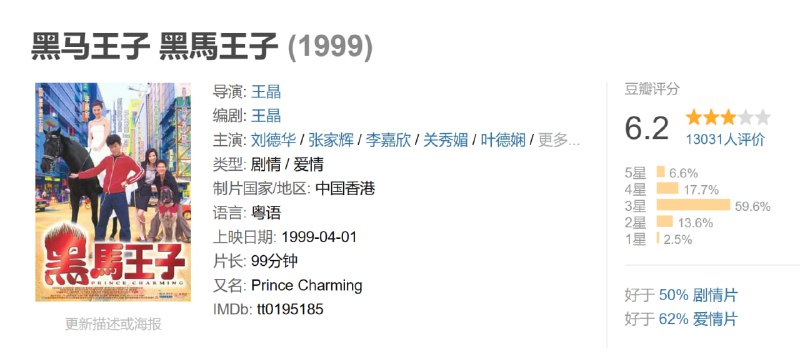 黑马王子 黑馬王子 (1999)
黑馬王子
PRINCE CHARMING
更新描述或海报
导演: 王晶
编剧: 王晶
主演: 刘德华 / 张家辉 / 李嘉欣 / 关秀媚 / 叶德娴 / 更多...
类型: 剧情 / 爱情
制片国家/地区: 中国香港
语言: 粤语
上映日期: 1999-04-01
片长: 99分钟
又名: Prince Charming
IMDb: tt0195185
豆瓣评分
6.2
13031人评价
5星 6.6%
4星 17.7%
3星 59.6%
2星 13.6%
1星 2.5%
好于 50% 剧情片
好于 62% 爱情片